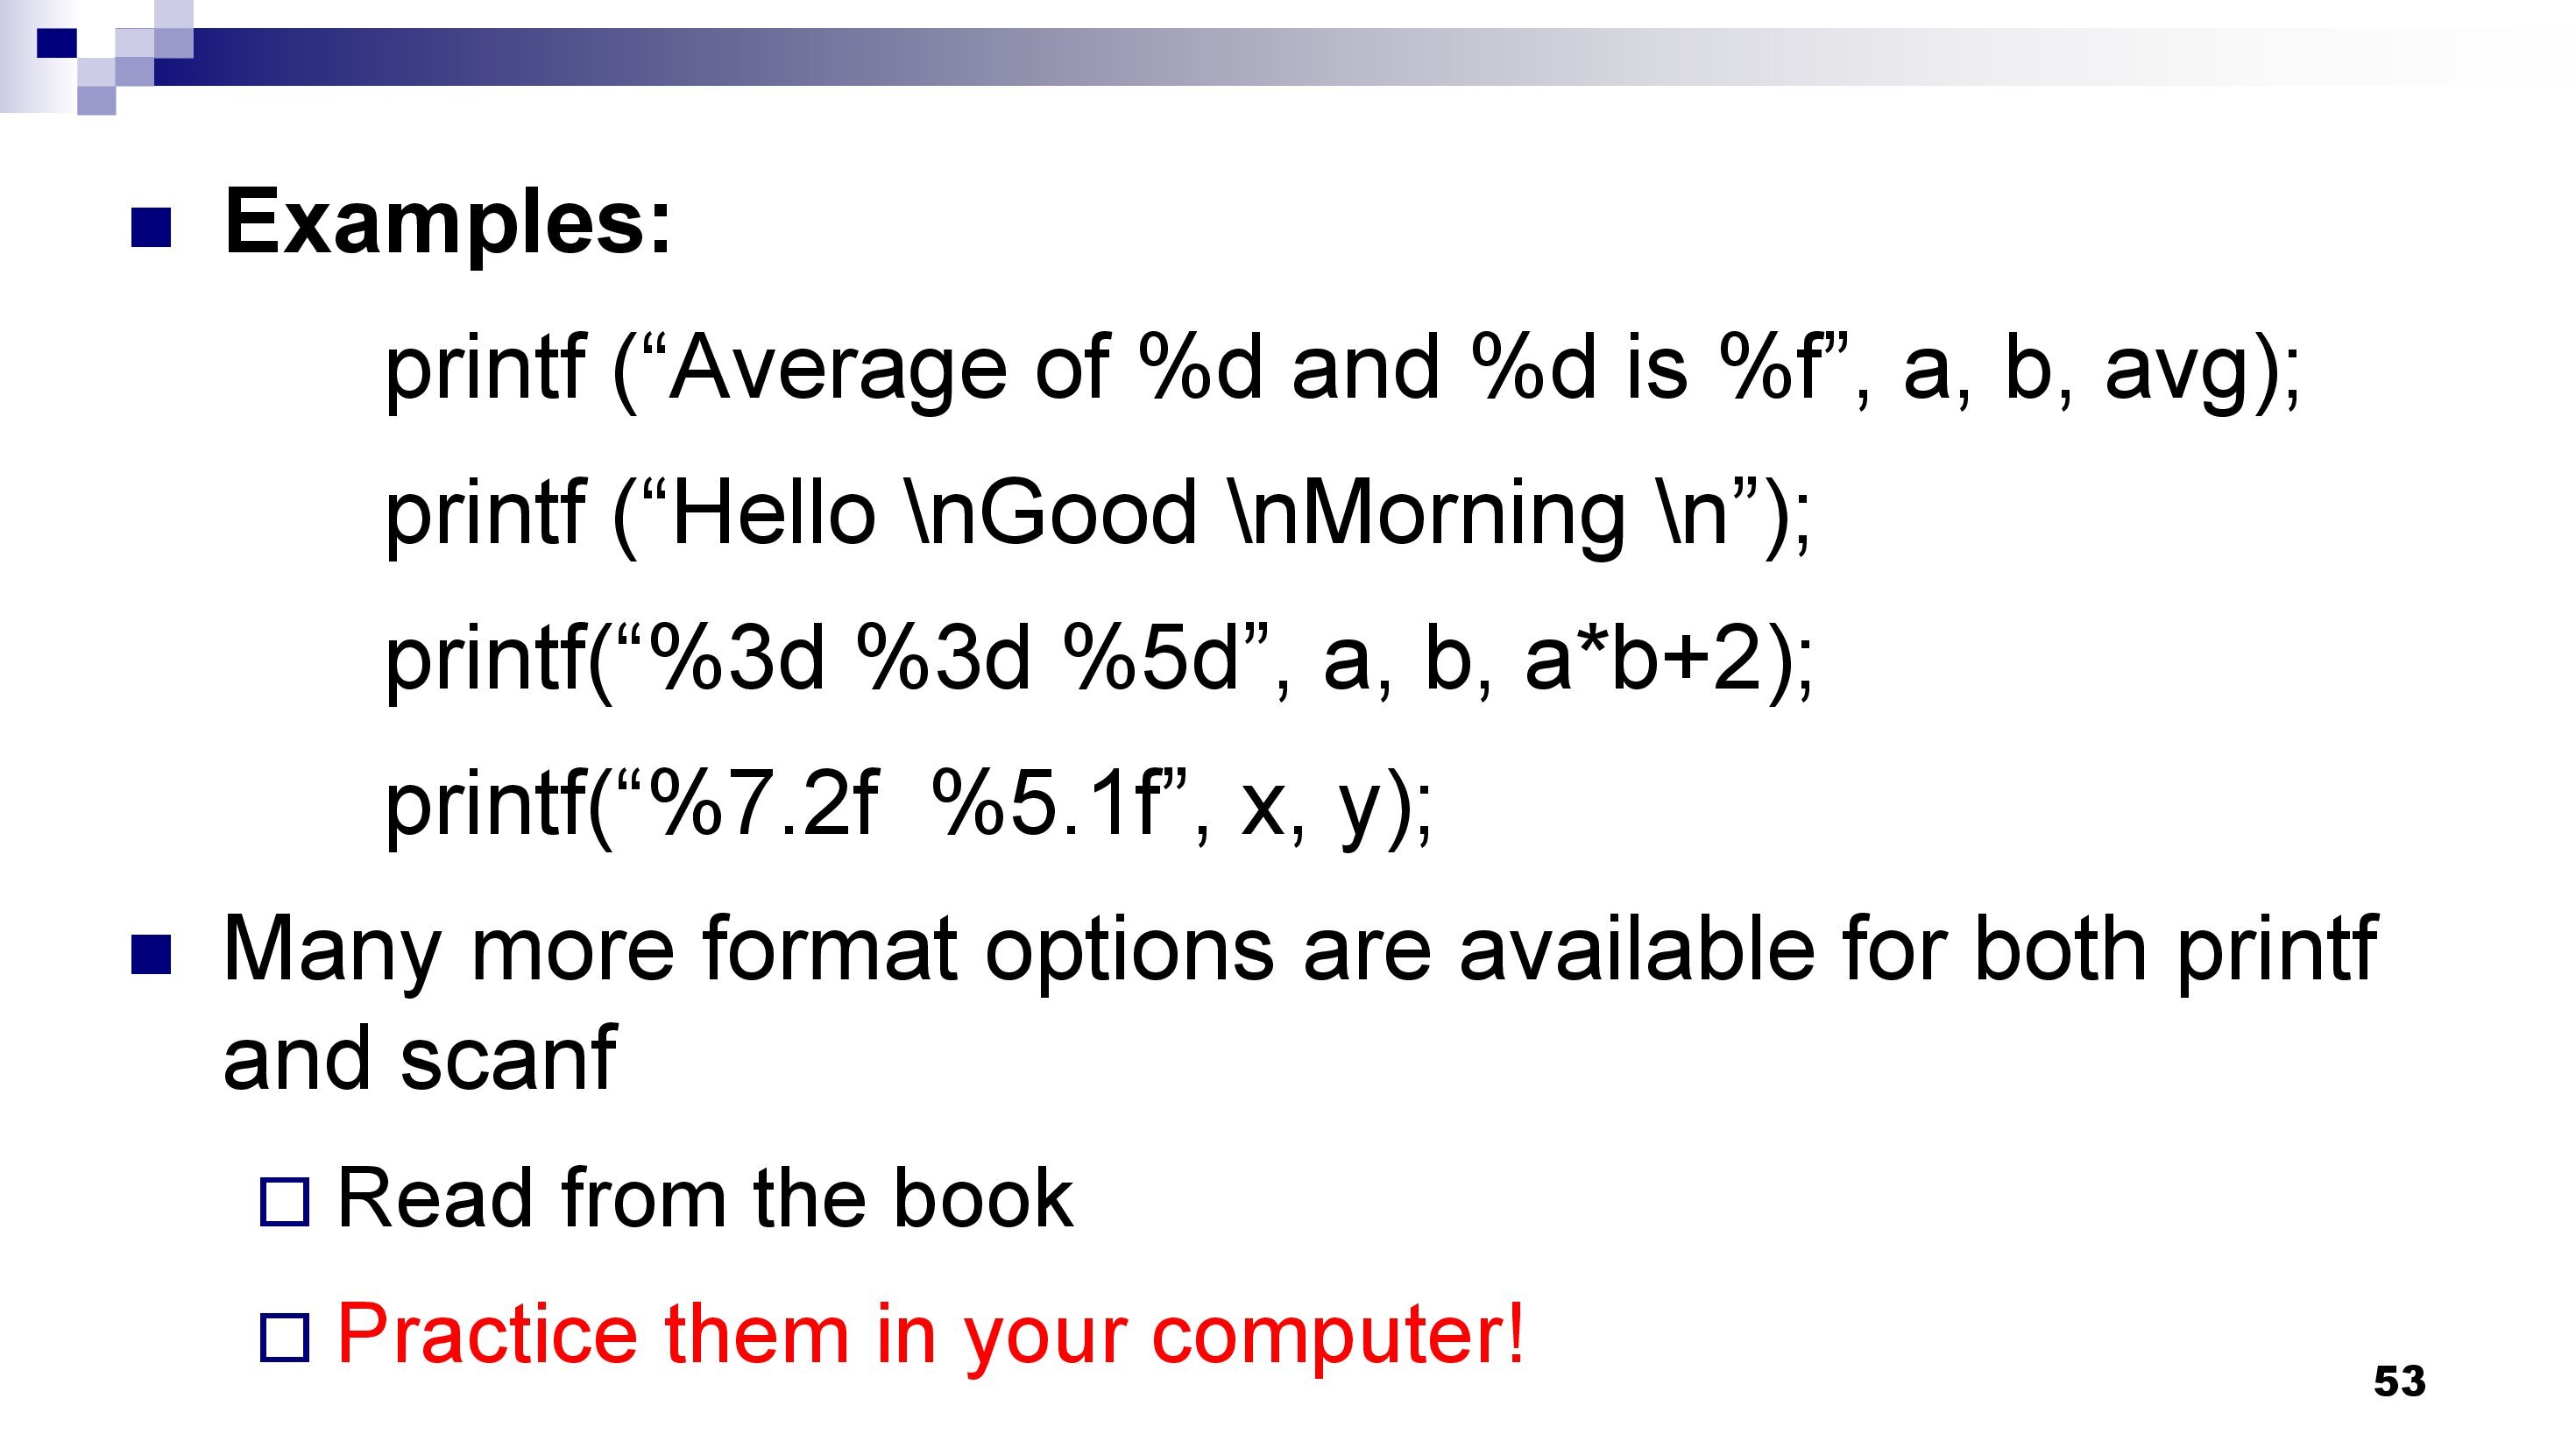 Examples:
printf (“Average of %d and %d is %f”, a, b, avg);
printf (“Hello \nGood \nMorning \n”);
printf(“%3d %3d %5d”, a, b, a*b+2);
printf(“%7.2f  %5.1f”, x, y);
Many more format options are available for both printf
and scanf
Read from the book
Practice them in your computer!
53